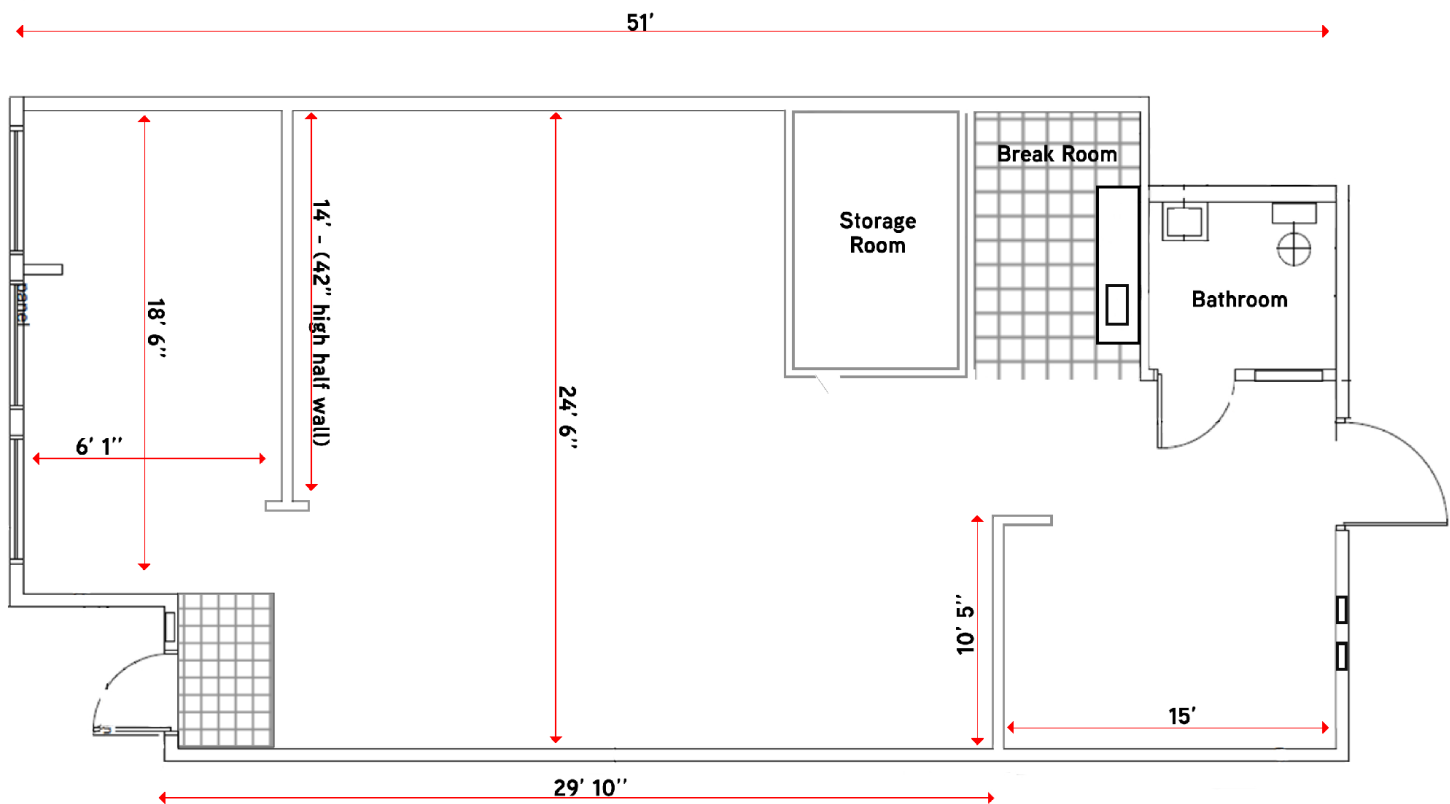 51'
Break Room
14' - (42" high half wall)
Storage
Room
panel
Bathroom
18' 6"
24' 6"
6' 1"
10' 5"
15'
29' 10"